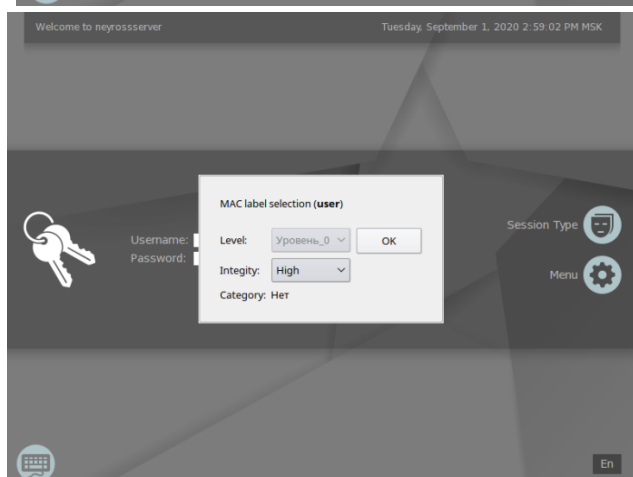 Welcome to neyrossserver
Tuesday, September 1, 2020 2:59:02 PM MSK
MAC label selection (user)
Level: Уровень_0 OK
Integity: High
Category: Нет
Username:
Password:
Session Type
Menu
En